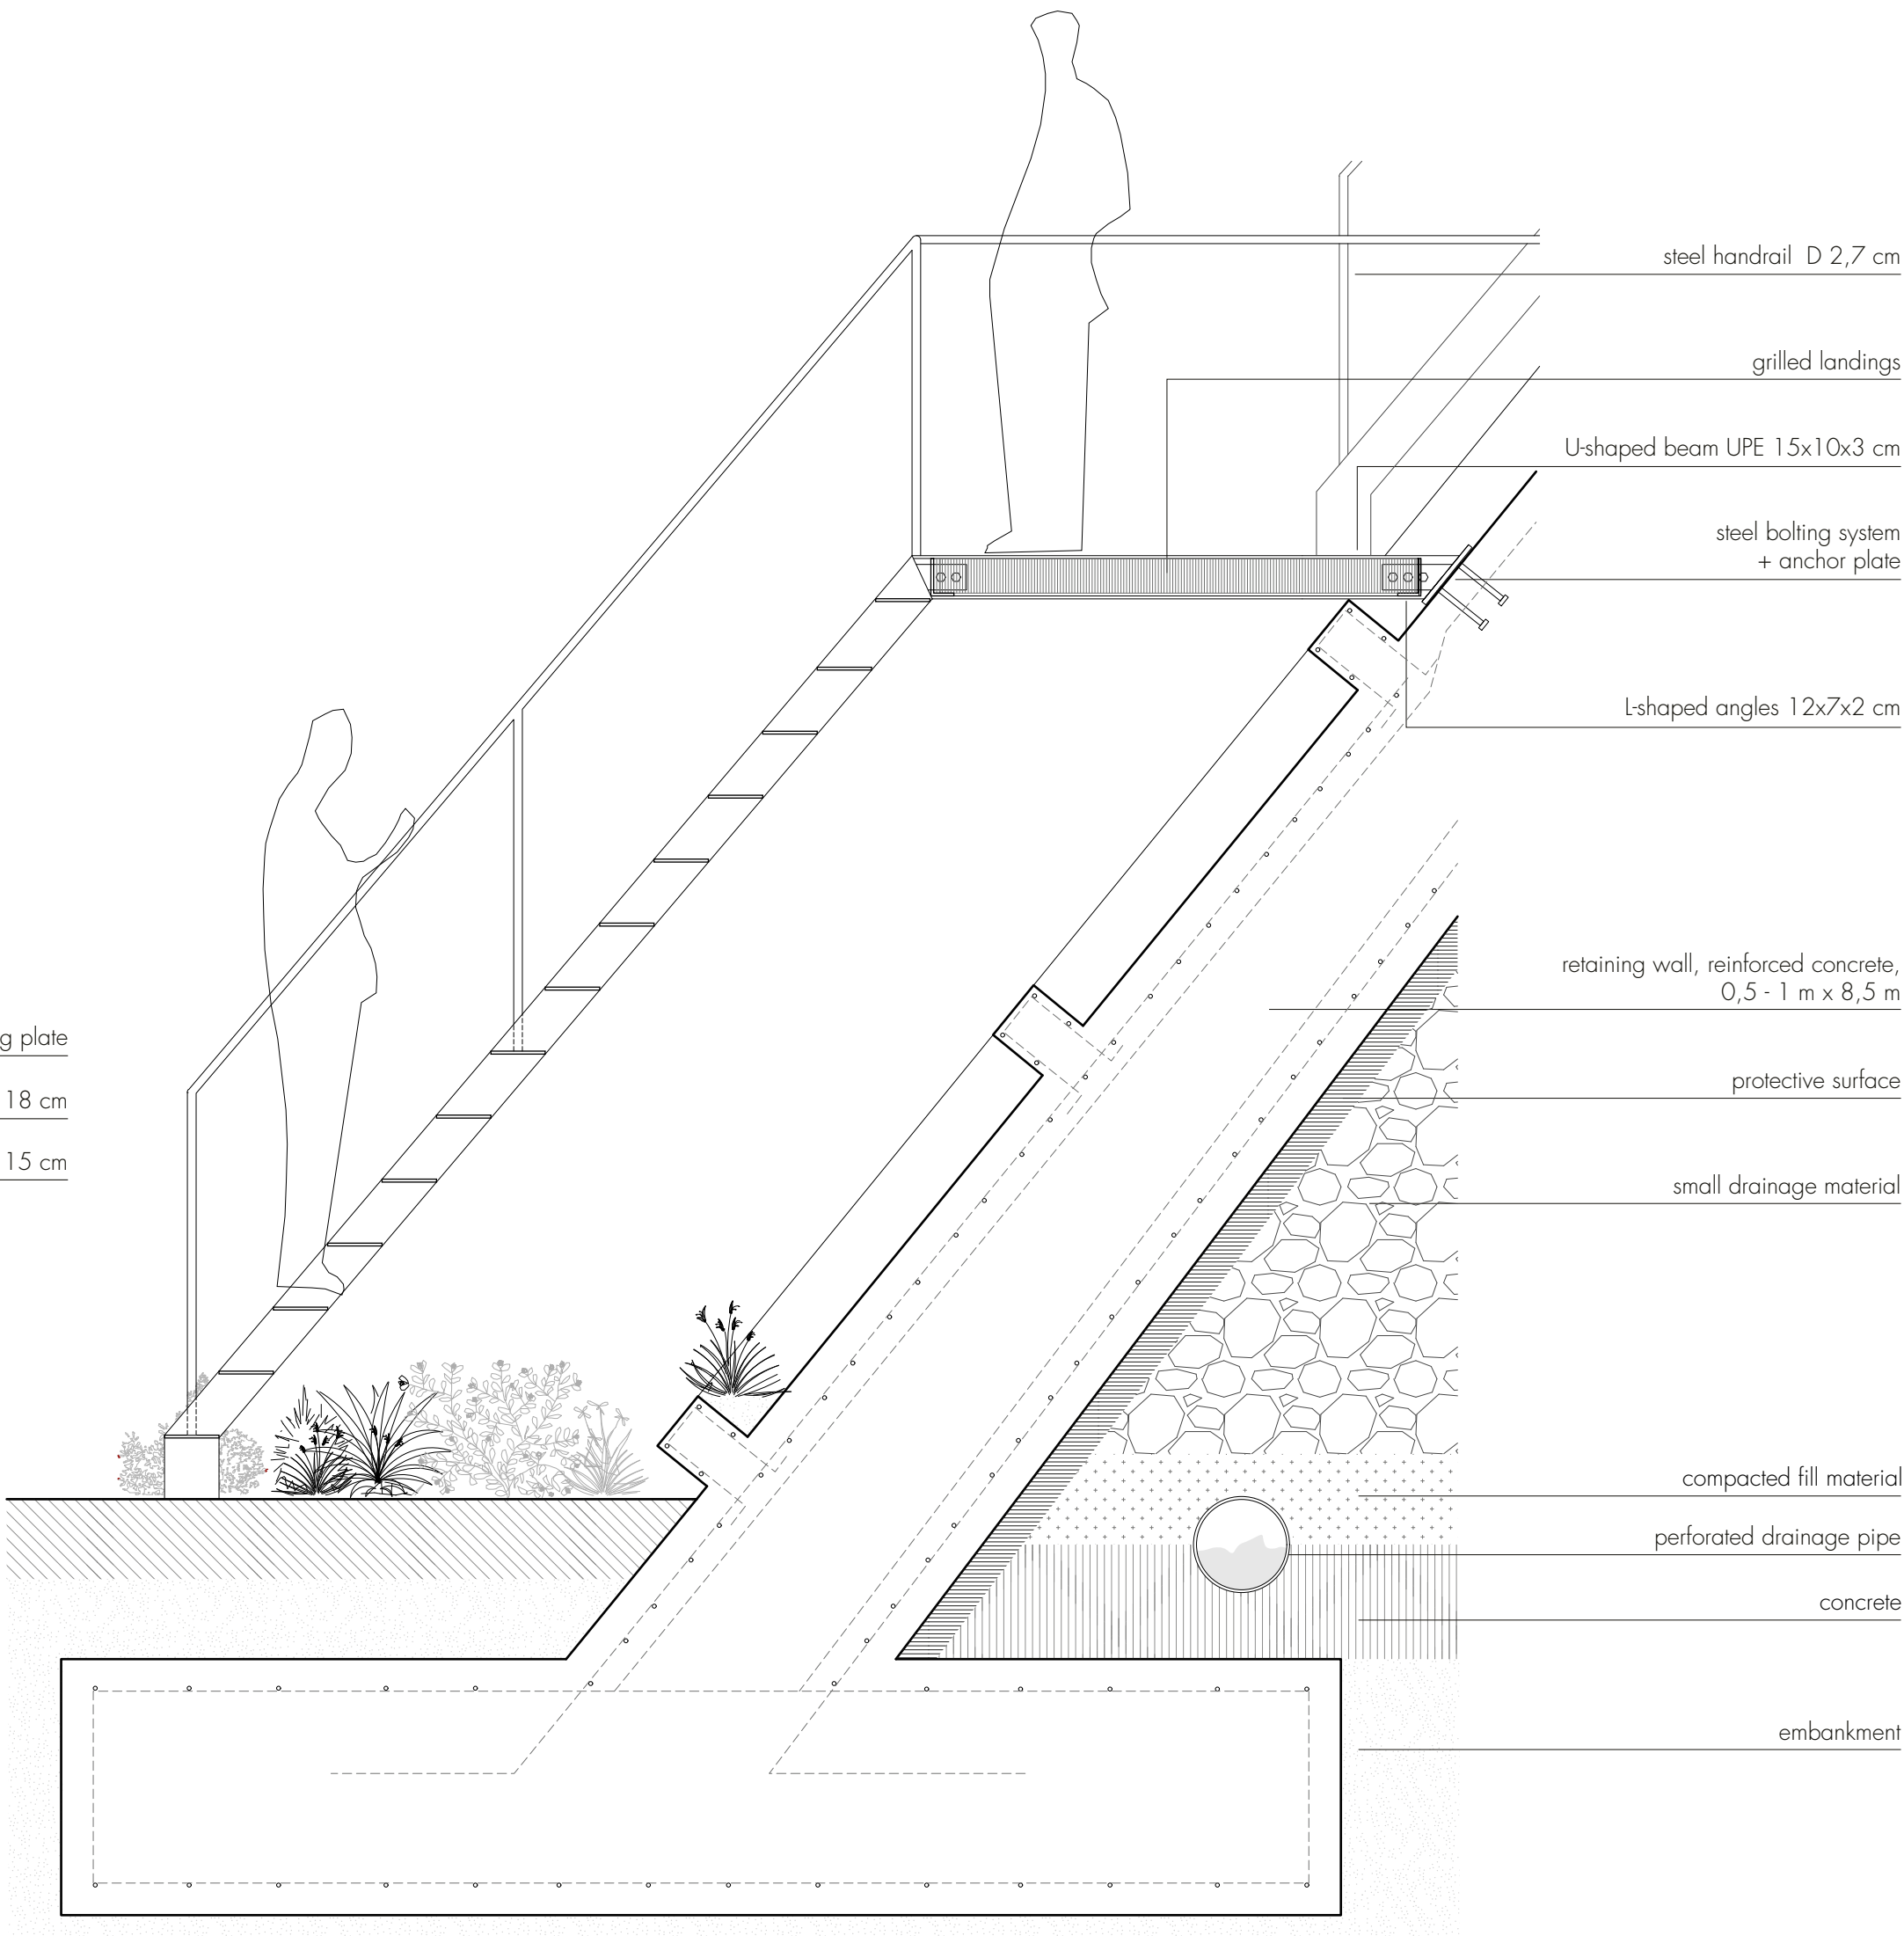 steel handrail D 2,7 cm
grilled landings
U-shaped beam UPE 15x10x3 cm
steel bolting system
+ anchor plate
L-shaped angles 12x7x2 cm
retaining wall, reinforced concrete,
0,5 - 1 m x 8,5 m
g plate
protective surface
18 cm
15 cm
small drainage material
compacted fill material
perforated drainage pipe
concrete
embankment